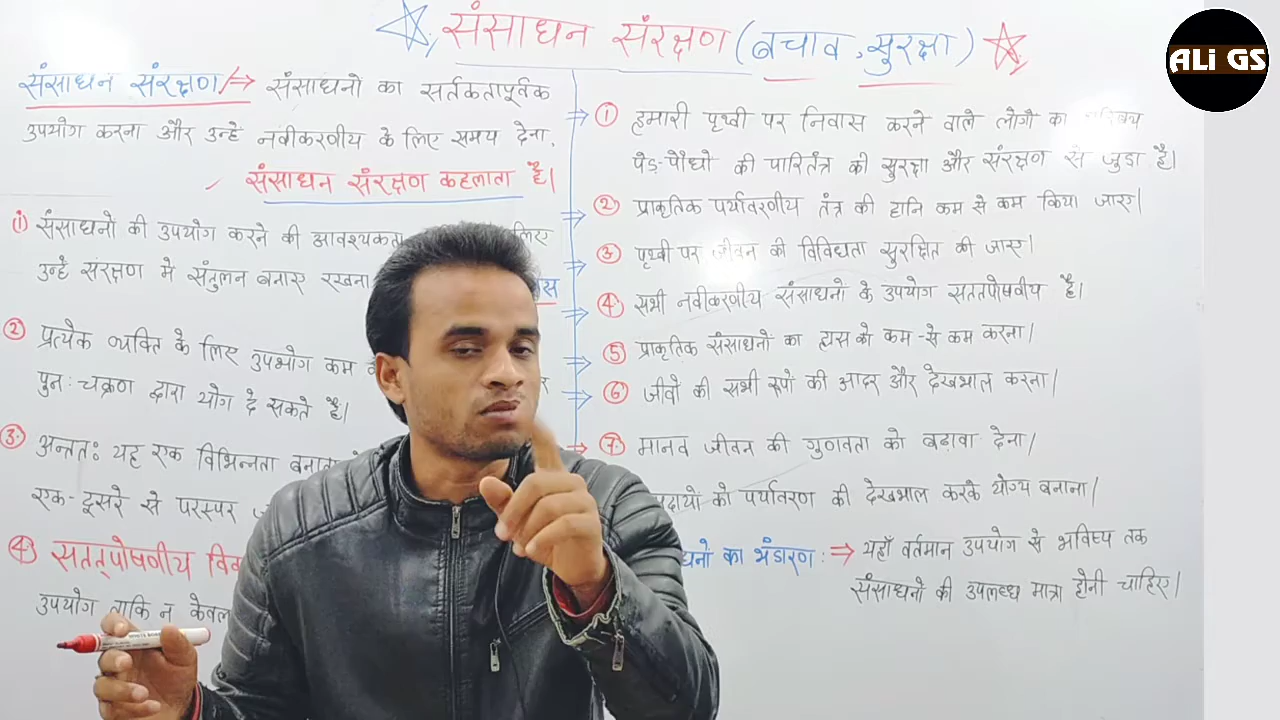 संसाधन संरक्षण (बचाव, सुरक्षा)
ALi GS
संसाधन संरक्षण/⇒ संसाधनों का सर्तकतापूर्वक
उपयोग करना और उन्हे नवीकरणीय के लिए समय देना,
संसाधन संरक्षण कहलाता है।
① संसाधनो की उपयोग करने की आवश्यकता लिए
उन्हे संरक्षण मे संतुलन बनाए रखना
② प्रत्येक व्यक्ति के लिए उपभोग कम
पुनः चक्रण द्वारा योग दे सकते है।
③ अन्ततः यह एक विभिन्नता
एक-दूसरे से परस्पर
④ सततपोषणीय
उपयोग ताकि न केवल
① हमारी पृथ्वी पर निवास करने वाले लोगों का
पेड़-पौधो की पारितंत्र की सुरक्षा और संरक्षण से जुडा है।
② प्राकृतिक पर्यावरणीय तंत्र की हानि कम से कम किया जाए।
③ पृथ्वी पर जीवन की विविधता सुरक्षित की जाए।
④ सभी नवीकरणीय संसाधनो के उपयोग सततपोषवीय है।
⑤ प्राकृतिक संसाधनों का ह्यस को कम-से कम करना।
⑥ जीवों की सभी रूपो की आदर और देखभाल करना।
⑦ मानव जीवन की गुणवता को बढ़ावा देना।
को पर्यावरण की देखभाल करके योग्य बनाना।
का भंडारण:⇒ यहाँ वर्तमान उपयोग से भविष्य तक
संसाधनों की उपलब्ध मात्रा होनी चाहिए।